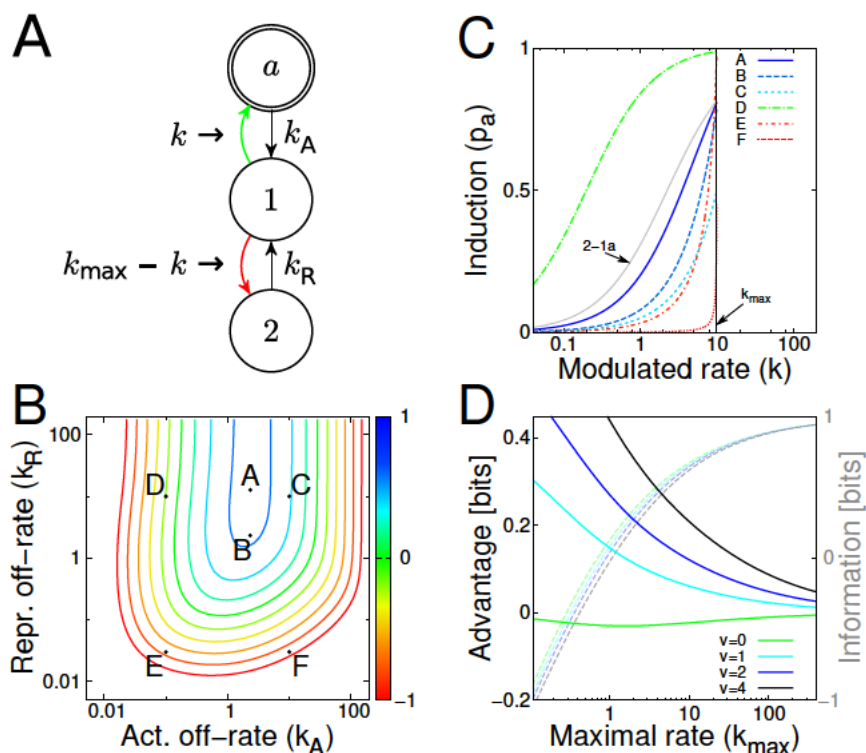 A
a
k →
k_A
1
k_max − k →
k_R
2
B
Repr. off−rate (k_R)
100
1
0.01
0.01
1
100
Act. off−rate (k_A)
A
B
C
D
E
F
1
0
−1
C
Induction (p_a)
1
0.5
0
A
B
C
D
E
F
2−1a
k_max
0.1
1
10
100
Modulated rate (k)
D
Advantage [bits]
0.4
0.2
0
−0.2
v=0
v=1
v=2
v=4
1
10
100
Maximal rate (k_max)
1
0
−1
Information [bits]